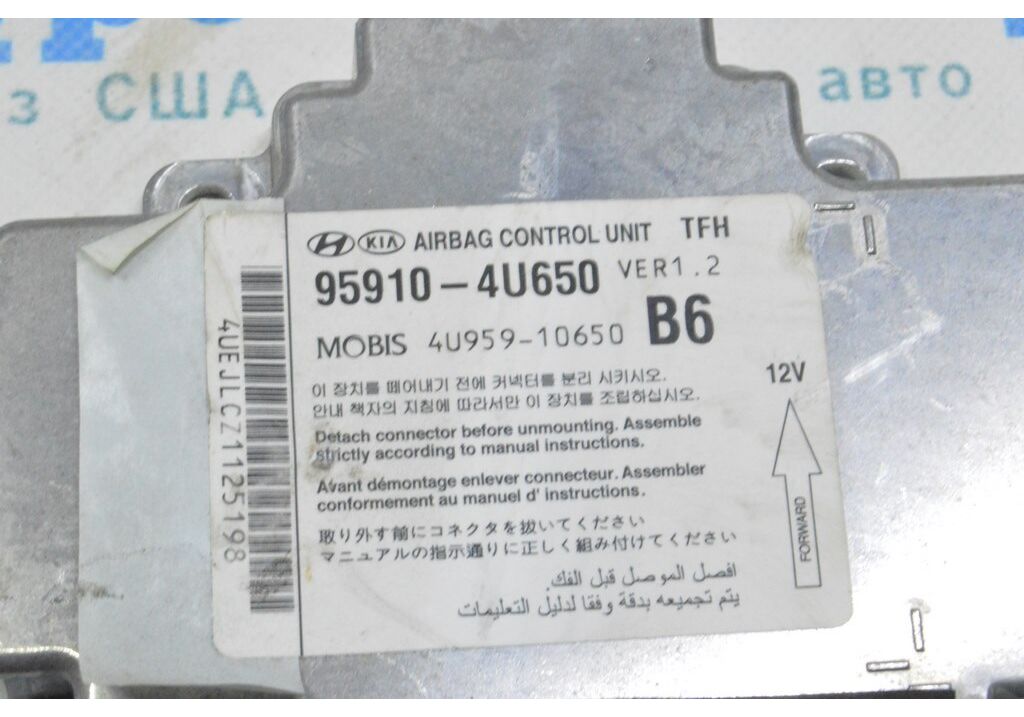 з США
авто
KIA AIRBAG CONTROL UNIT TFH
95910-4U650 VER1.2
MOBIS 4U959-10650 B6
이 장치를 떼어내기 전에 커넥터를 분리 시키시오.
안내 책자의 지침에 따라서만 이 장치를 조립하십시오.
Detach connector before unmounting. Assemble
strictly according to manual instructions.
Avant démontage enlever connecteur. Assembler
conformement au manuel d' instructions.
取り外す前にコネクタを抜いてください
マニュアルの指示通りに正しく組み付けてください
افصل الموصل قبل الفك.
يتم تجميعه بدقة وفقا لدليل التعليمات
12V
FORWARD
4UEJLCZ1125198